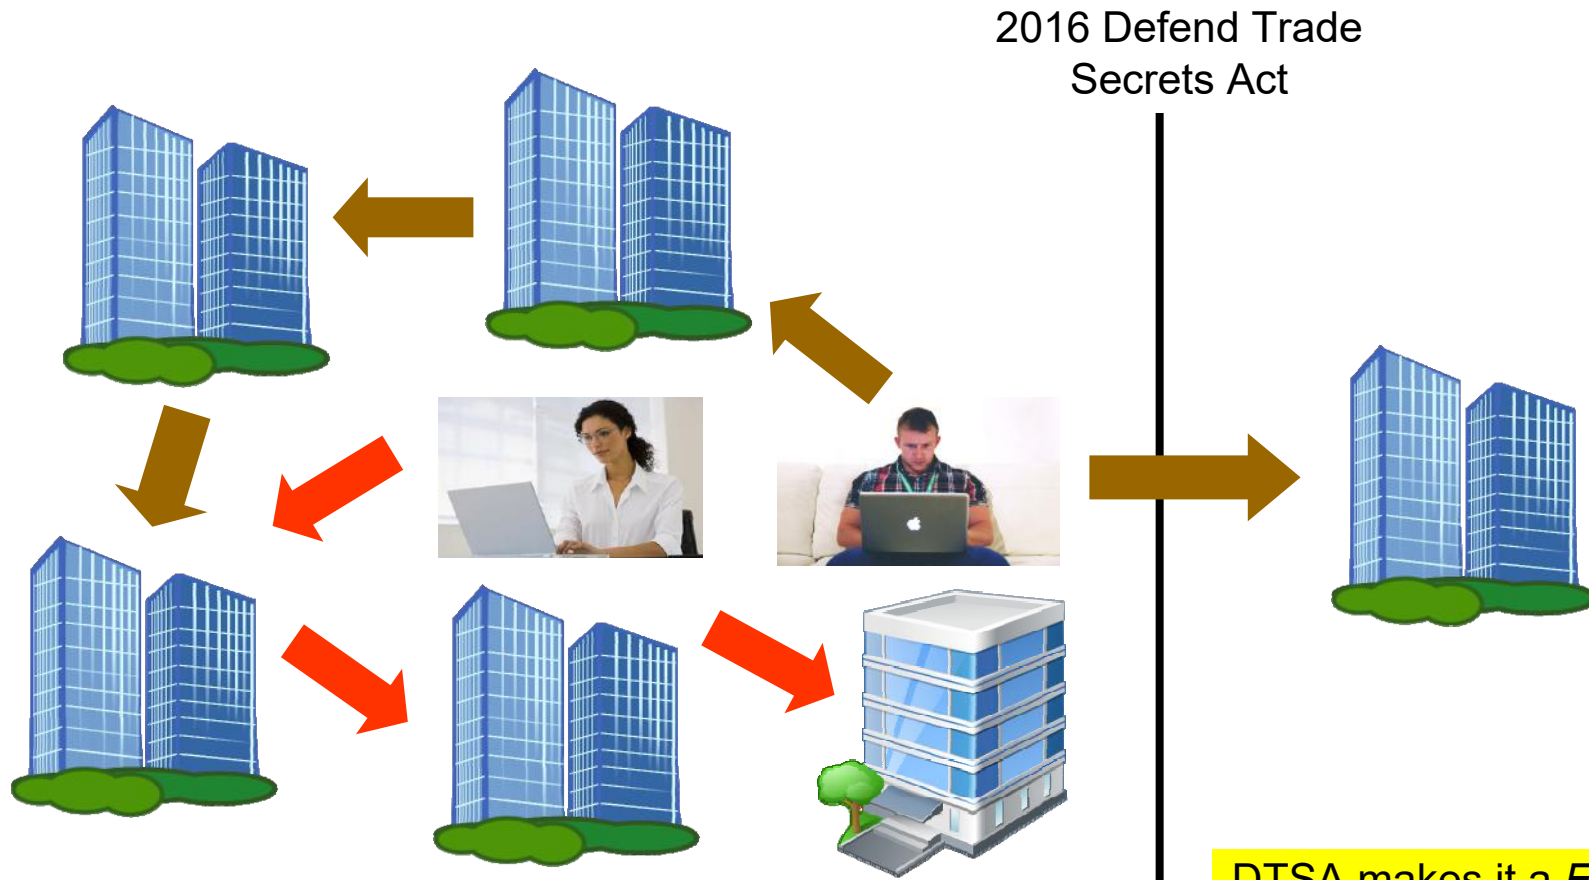 2016 Defend Trade
Secrets Act
DTSA makes it a